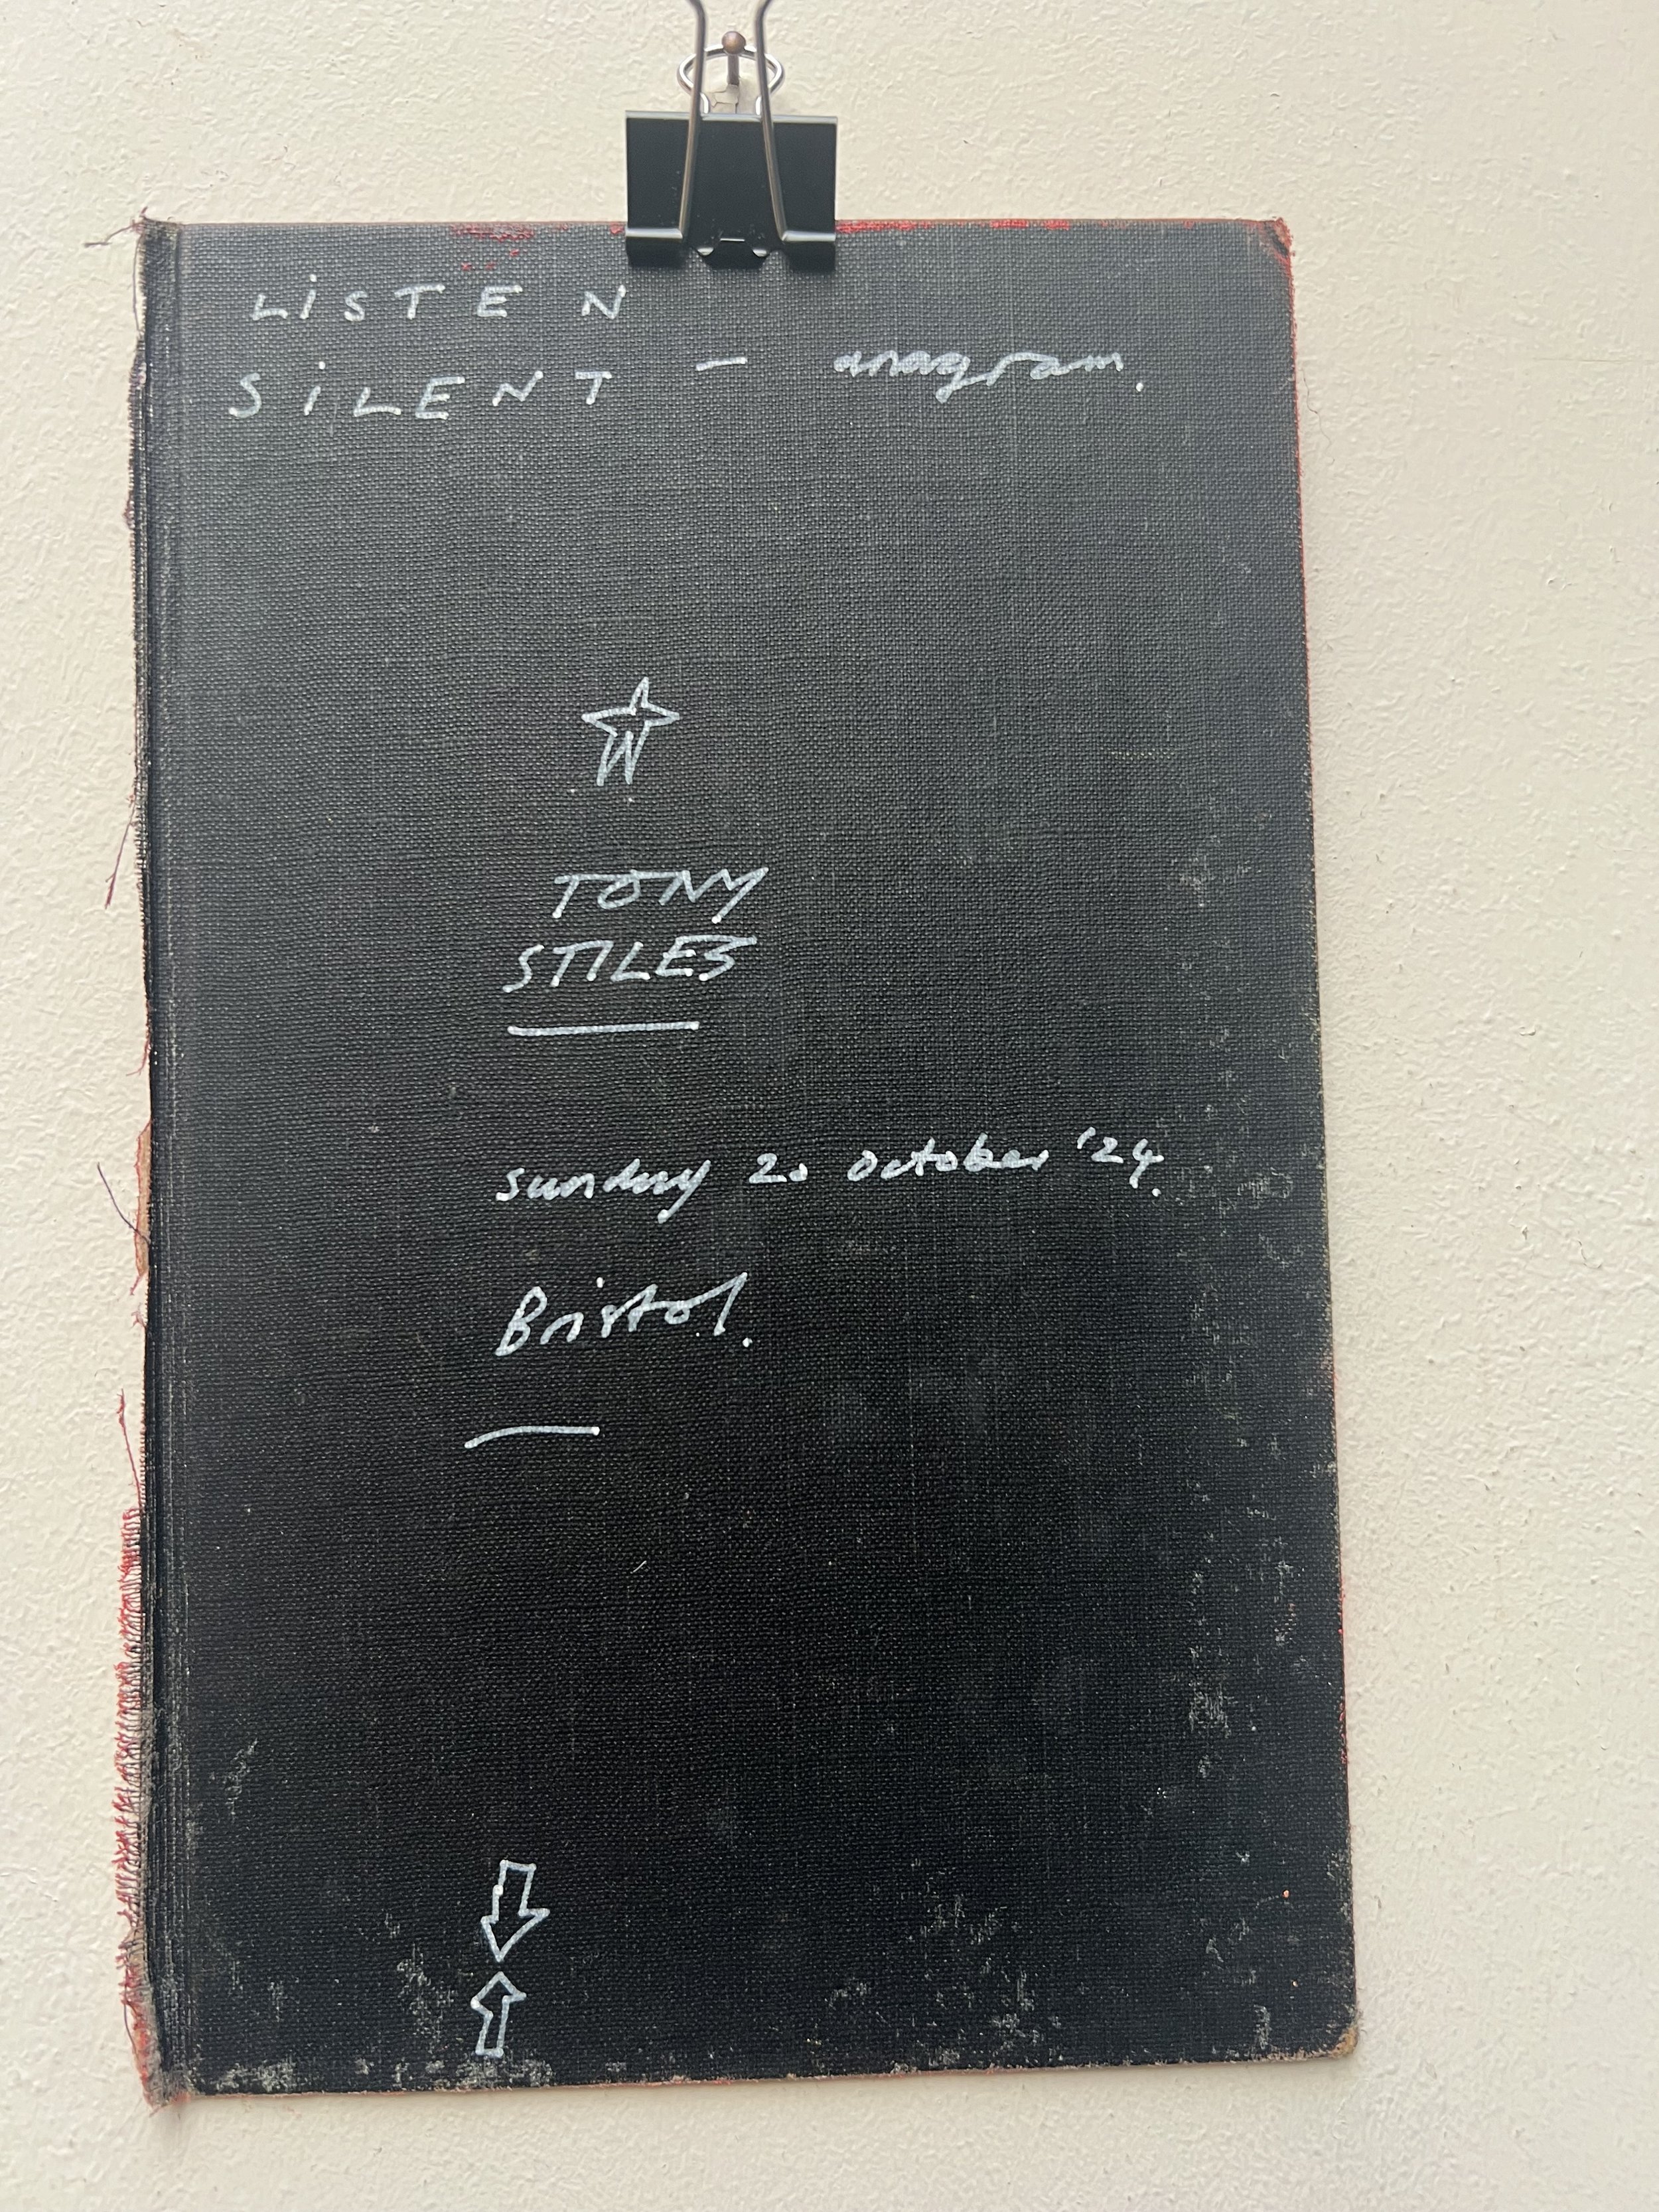 LiSTEN
SiLENT - anagram.
TONY
STILES
sunday 20 October '24.
Bristol.